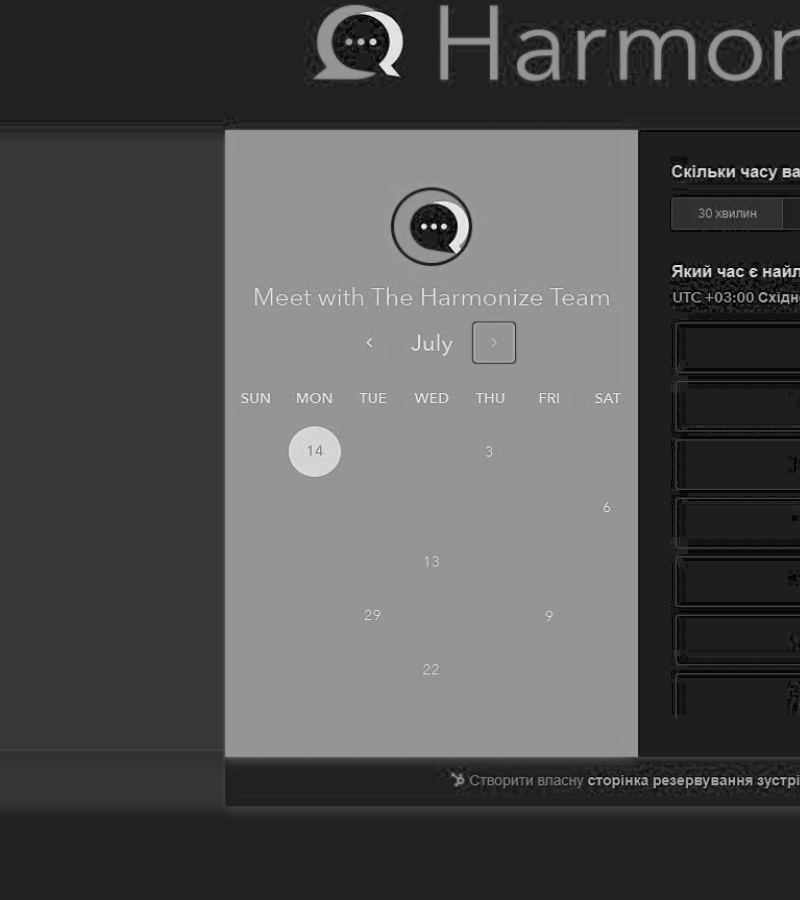 Harmon
Скільки часу ва
30 хвилин
Meet with The Harmonize Team
July
SUN MON TUE WED THU FRI SAT
14 3
6
13
29 9
22
Який час є найл
UTC +03:00 Східн
Створити власну сторінка резервування зустрі